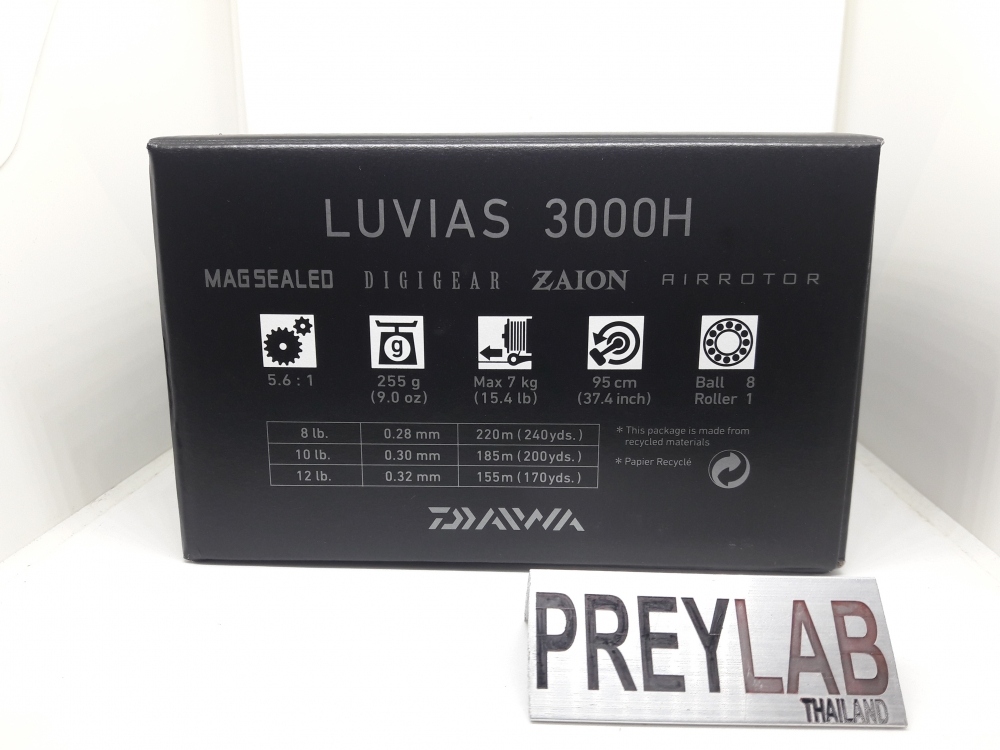 LUVIAS 3000H
MAGSEALED DIGIGEAR ZAION AIRROTOR
g
5.6 : 1 255 g Max 7 kg 95 cm Ball 8
(9.0 oz) (15.4 lb) (37.4 inch) Roller 1
8 lb. 0.28 mm 220m (240yds.)
10 lb. 0.30 mm 185m (200yds.)
12 lb. 0.32 mm 155m (170yds.)
* This package is made from
recycled materials
* Papier Recyclé
DAIWA
PREYLAB
THAILAND